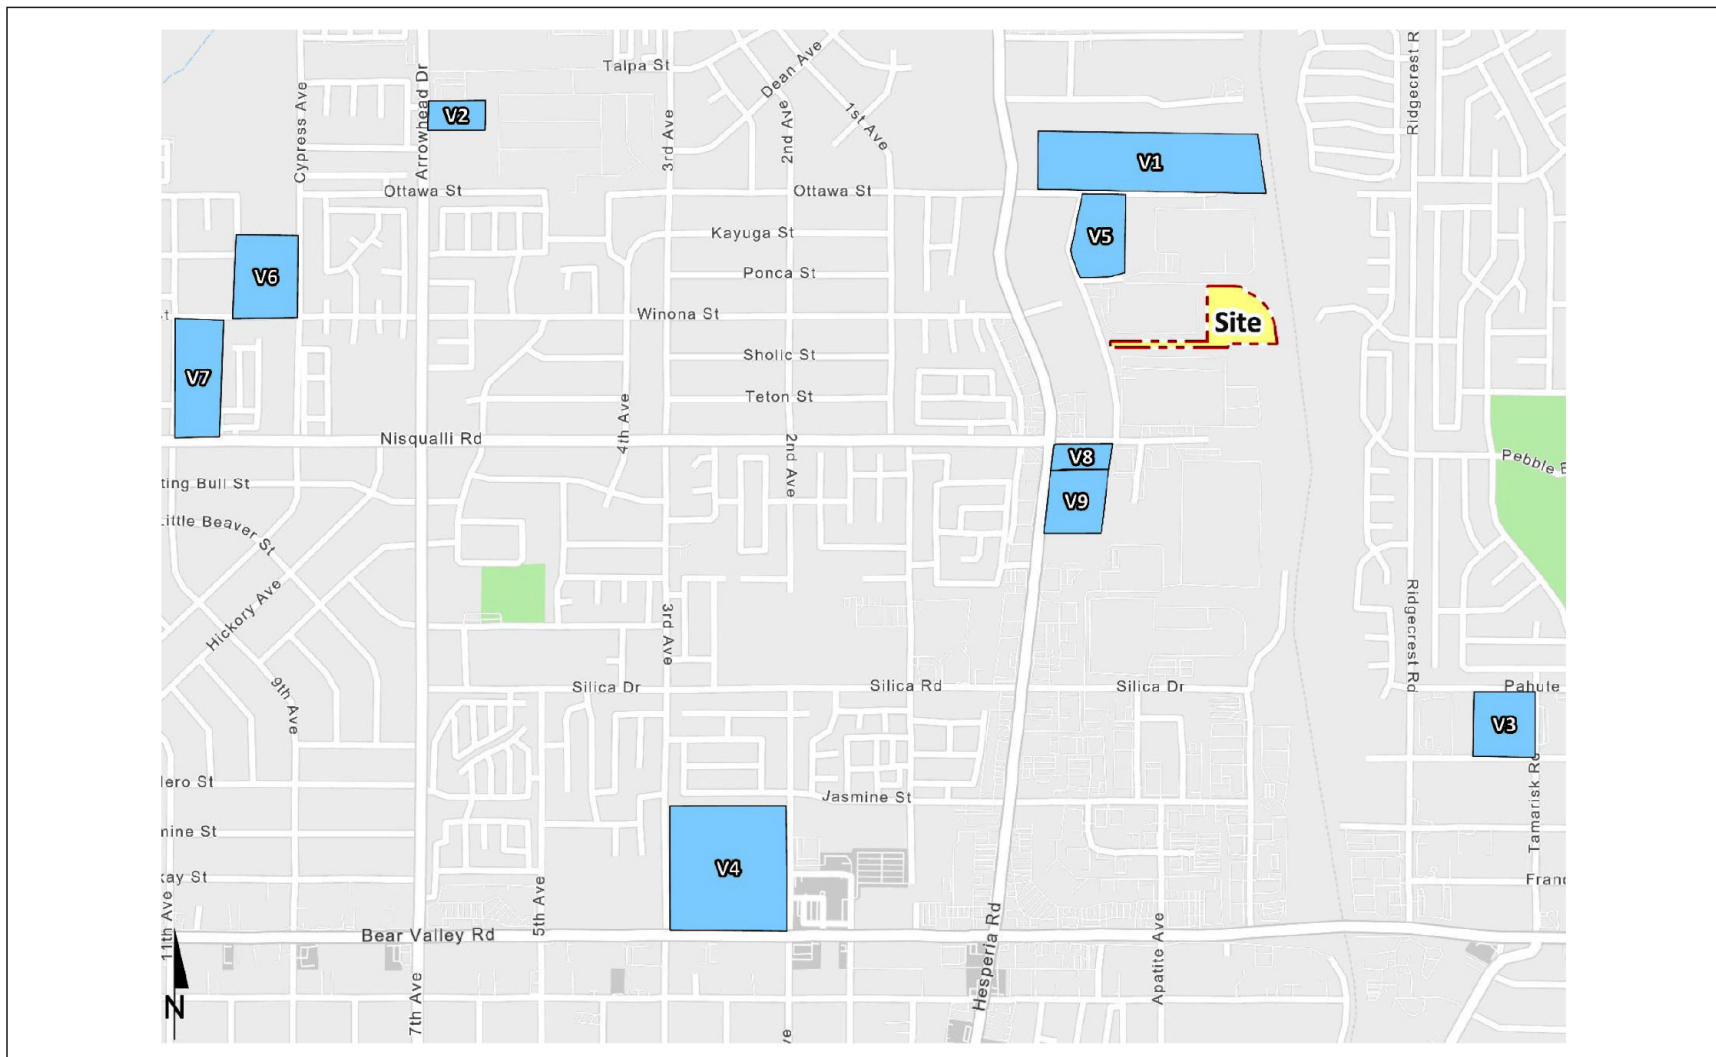 Talpa St
Dean Ave
Ridgecrest R
Arrowhead Dr
Cypress Ave
V2
3rd Ave
2nd Ave
1st Ave
V1
Ottawa St
Ottawa St
Kayuga St
V5
V6
Ponca St
Winona St
Site
Sholic St
V7
Teton St
4th Ave
Nisqualli Rd
2nd Ave
V8
Pebble B
ting Bull St
V9
Little Beaver St
Hickory Ave
3rd Ave
Ridgecrest Rd
9th Ave
Silica Dr
Silica Rd
Silica Dr
Pahute
V3
lero St
Jasmine St
Tamarisk Rd
mine St
V4
kay St
Franc
11th Ave
5th Ave
Bear Valley Rd
Hesperia Rd
Apatite Ave
7th Ave
N
ve